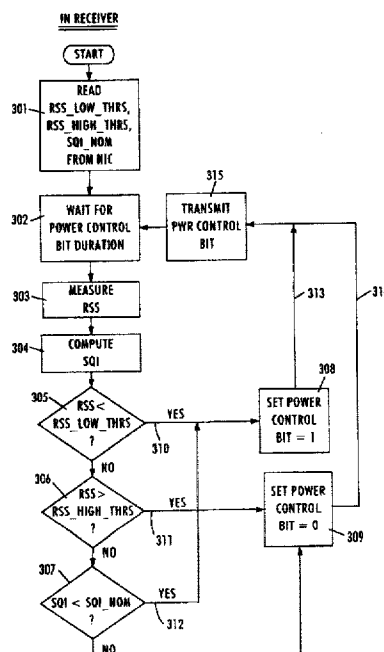 IN RECEIVER
START
301
READ
RSS_LOW_THRS,
RSS_HIGH_THRS,
SQI_NOM
FROM NIC
302
WAIT FOR
POWER CONTROL
BIT DURATION
315
TRANSMIT
PWR CONTROL
BIT
313
303
MEASURE
RSS
304
COMPUTE
SQI
305
RSS<
RSS_LOW_THRS
?
YES
310
NO
308
SET POWER
CONTROL
BIT = 1
306
RSS>
RSS_HIGH_THRS
?
YES
311
NO
SET POWER
CONTROL
BIT = 0
309
307
SQI < SQI_NOM
?
YES
312
NO